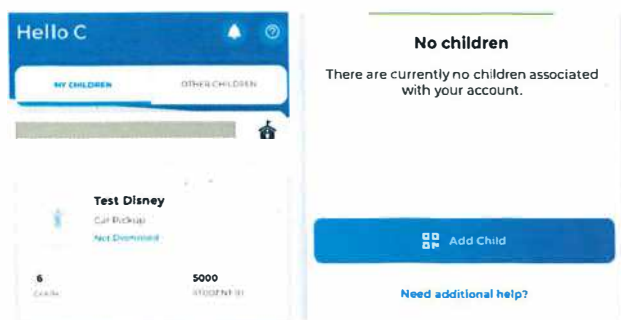 Hello C
MY CHILDREN
OTHER CHILDREN
Test Disney
Car Pickup
Not Dismissed
6
5000
GRADE
STUDENT ID
No children
There are currently no children associated
with your account.
Add Child
Need additional help?